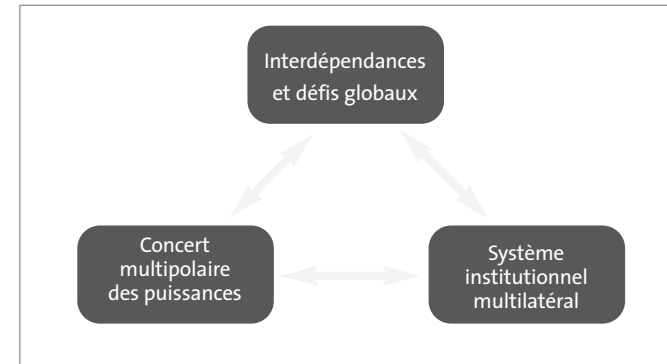 Interdépendances
et défis globaux
Concert
multipolaire
des puissances
Système
institutionnel
multilatéral